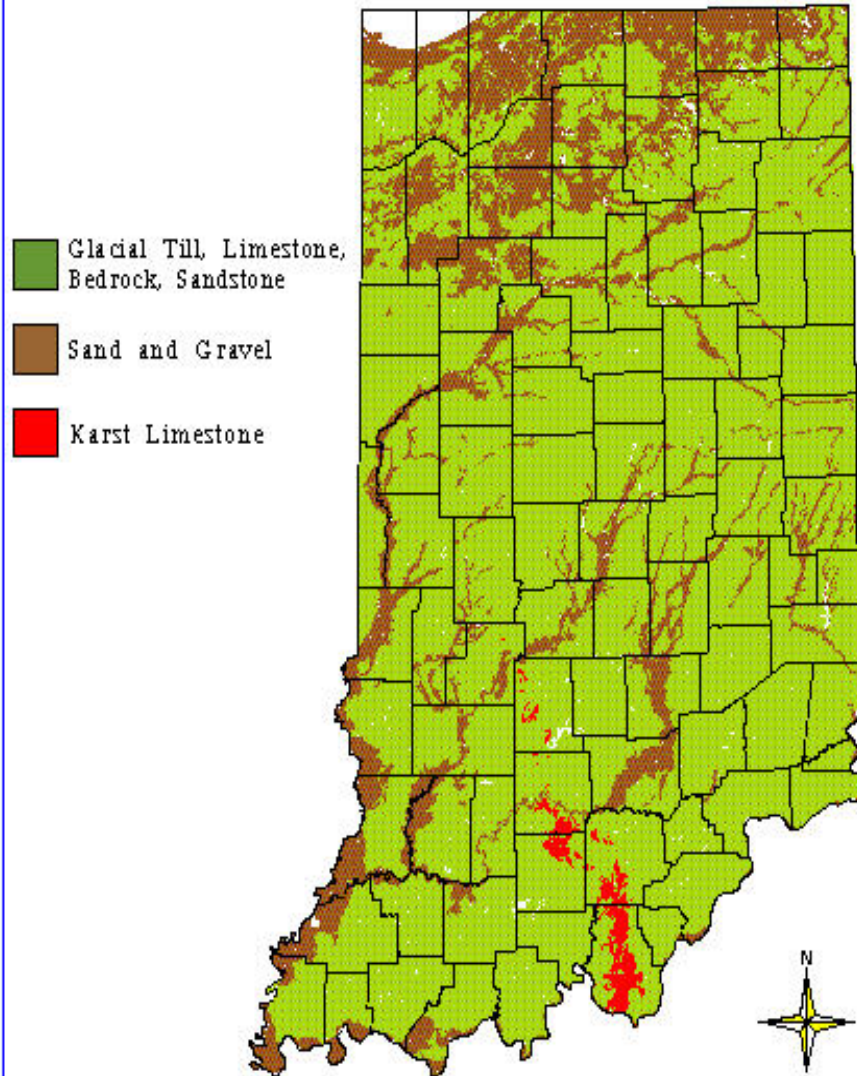 Glacial Till, Limestone,
Bedrock, Sandstone
Sand and Gravel
Karst Limestone
N